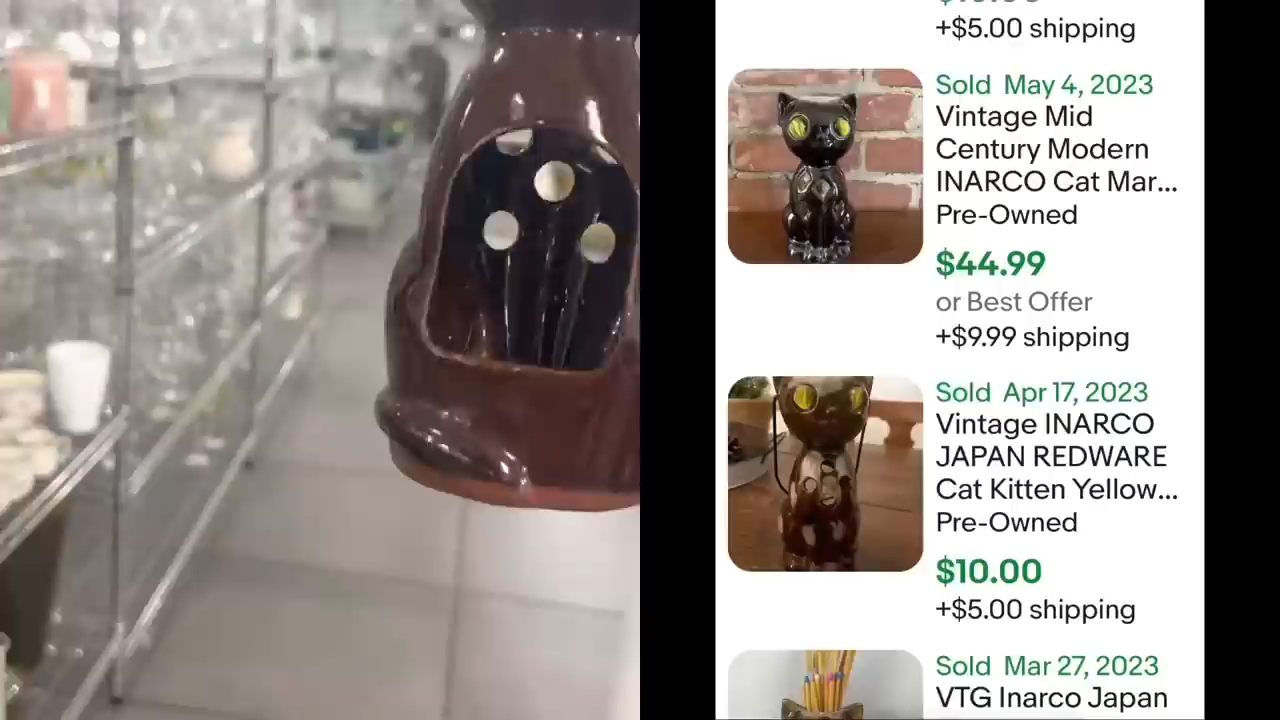 +$5.00 shipping
Sold May 4, 2023
Vintage Mid
Century Modern
INARCO Cat Mar...
Pre-Owned
$44.99
or Best Offer
+$9.99 shipping
Sold Apr 17, 2023
Vintage INARCO
JAPAN REDWARE
Cat Kitten Yellow...
Pre-Owned
$10.00
+$5.00 shipping
Sold Mar 27, 2023
VTG Inarco Japan